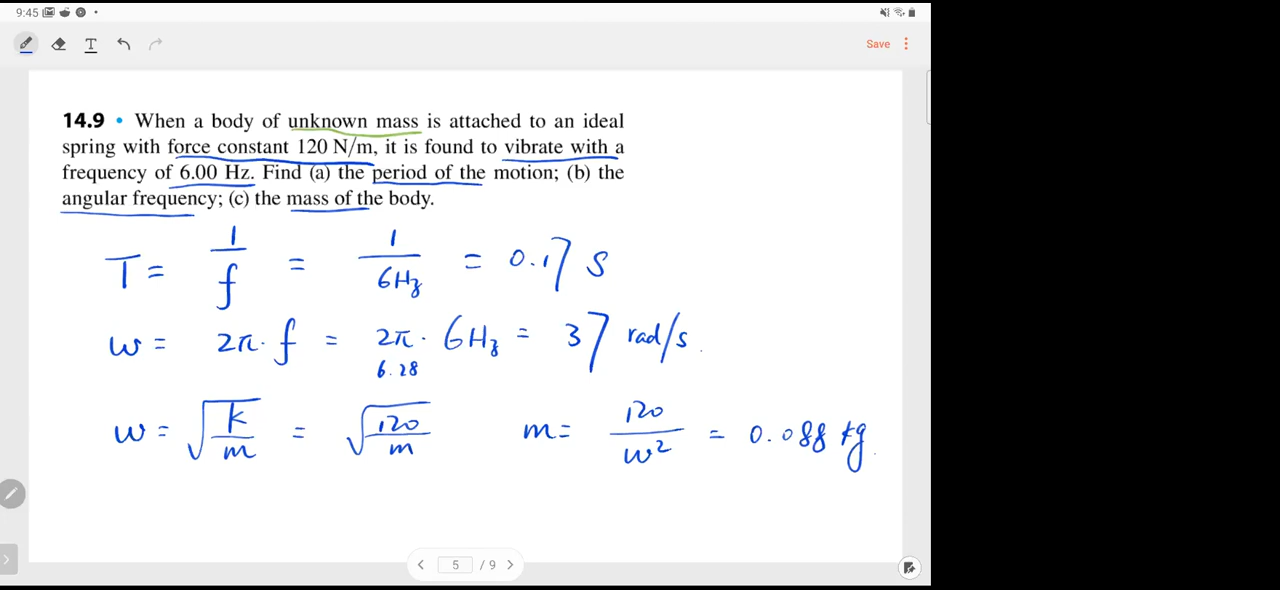 9:45
Save
14.9 • When a body of unknown mass is attached to an ideal
spring with force constant 120 N/m, it is found to vibrate with a
frequency of 6.00 Hz. Find (a) the period of the motion; (b) the
angular frequency; (c) the mass of the body.
T = 1/f = 1/6Hz = 0.17 s
w = 2π · f = 2π · 6Hz = 37 rad/s.
6.28
w = √(k/m) = √(120/m) m = 120/w² = 0.088 kg.
< 5 / 9 >